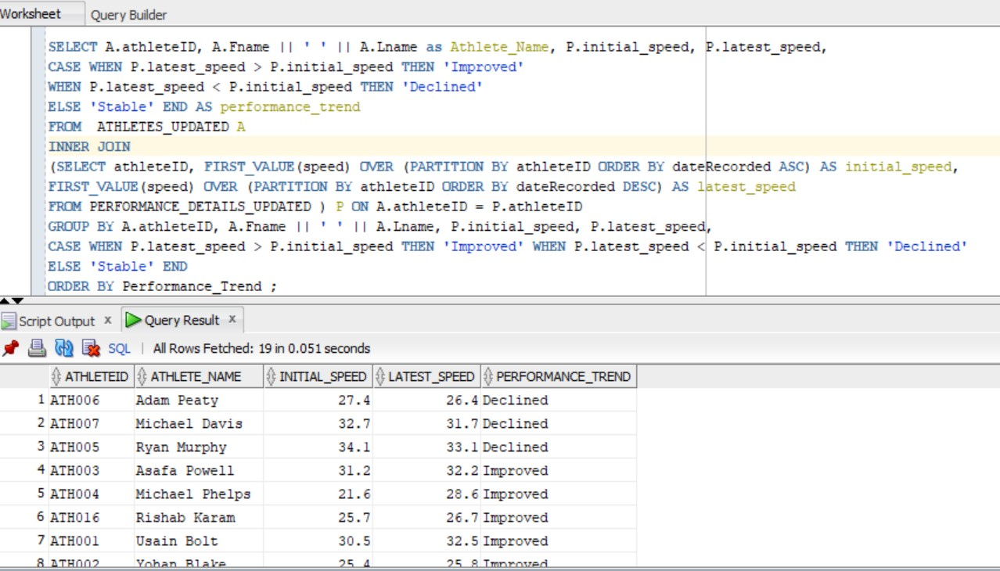 Worksheet Query Builder
SELECT A.athleteID, A.Fname || ' ' || A.Lname as Athlete_Name, P.initial_speed, P.latest_speed,
CASE WHEN P.latest_speed > P.initial_speed THEN 'Improved'
WHEN P.latest_speed < P.initial_speed THEN 'Declined'
ELSE 'Stable' END AS performance_trend
FROM  ATHLETES_UPDATED A
INNER JOIN
(SELECT athleteID, FIRST_VALUE(speed) OVER (PARTITION BY athleteID ORDER BY dateRecorded ASC) AS initial_speed,
FIRST_VALUE(speed) OVER (PARTITION BY athleteID ORDER BY dateRecorded DESC) AS latest_speed
FROM PERFORMANCE_DETAILS_UPDATED ) P ON A.athleteID = P.athleteID
GROUP BY A.athleteID, A.Fname || ' ' || A.Lname, P.initial_speed, P.latest_speed,
CASE WHEN P.latest_speed > P.initial_speed THEN 'Improved' WHEN P.latest_speed < P.initial_speed THEN 'Declined'
ELSE 'Stable' END
ORDER BY Performance_Trend ;
Script Output x Query Result x
SQL | All Rows Fetched: 19 in 0.051 seconds
ATHLETEID ATHLETE_NAME INITIAL_SPEED LATEST_SPEED PERFORMANCE_TREND
1 ATH006 Adam Peaty 27.4 26.4 Declined
2 ATH007 Michael Davis 32.7 31.7 Declined
3 ATH005 Ryan Murphy 34.1 33.1 Declined
4 ATH003 Asafa Powell 31.2 32.2 Improved
5 ATH004 Michael Phelps 21.6 28.6 Improved
6 ATH016 Rishab Karam 25.7 26.7 Improved
7 ATH001 Usain Bolt 30.5 32.5 Improved
8 ATH002 Yohan Blake 25.4 25.8 Improved